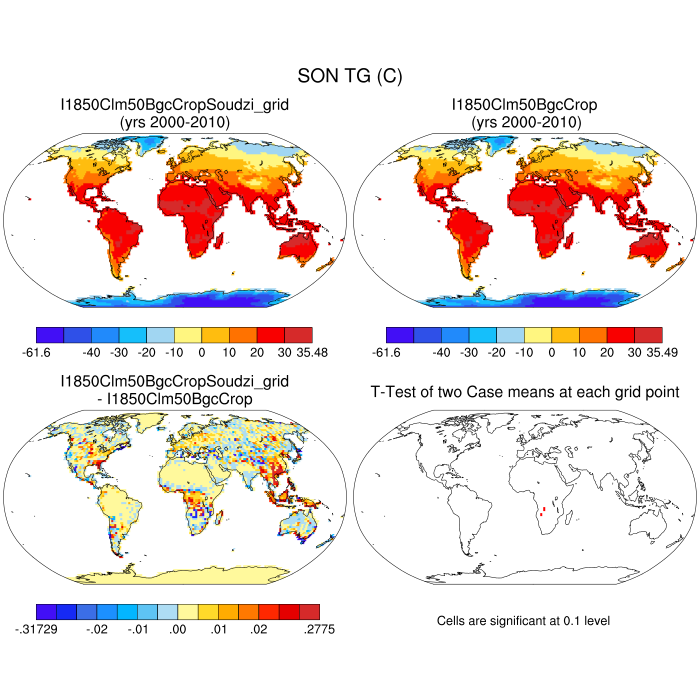 SON TG (C)
I1850Clm50BgcCropSoudzi_grid
(yrs 2000-2010)
I1850Clm50BgcCrop
(yrs 2000-2010)
-61.6 -40 -30 -20 -10 0 10 20 30 35.48
-61.6 -40 -30 -20 -10 0 10 20 30 35.49
I1850Clm50BgcCropSoudzi_grid
- I1850Clm50BgcCrop
T-Test of two Case means at each grid point
-.31729 -.02 -.01 .00 .01 .02 .2775
Cells are significant at 0.1 level